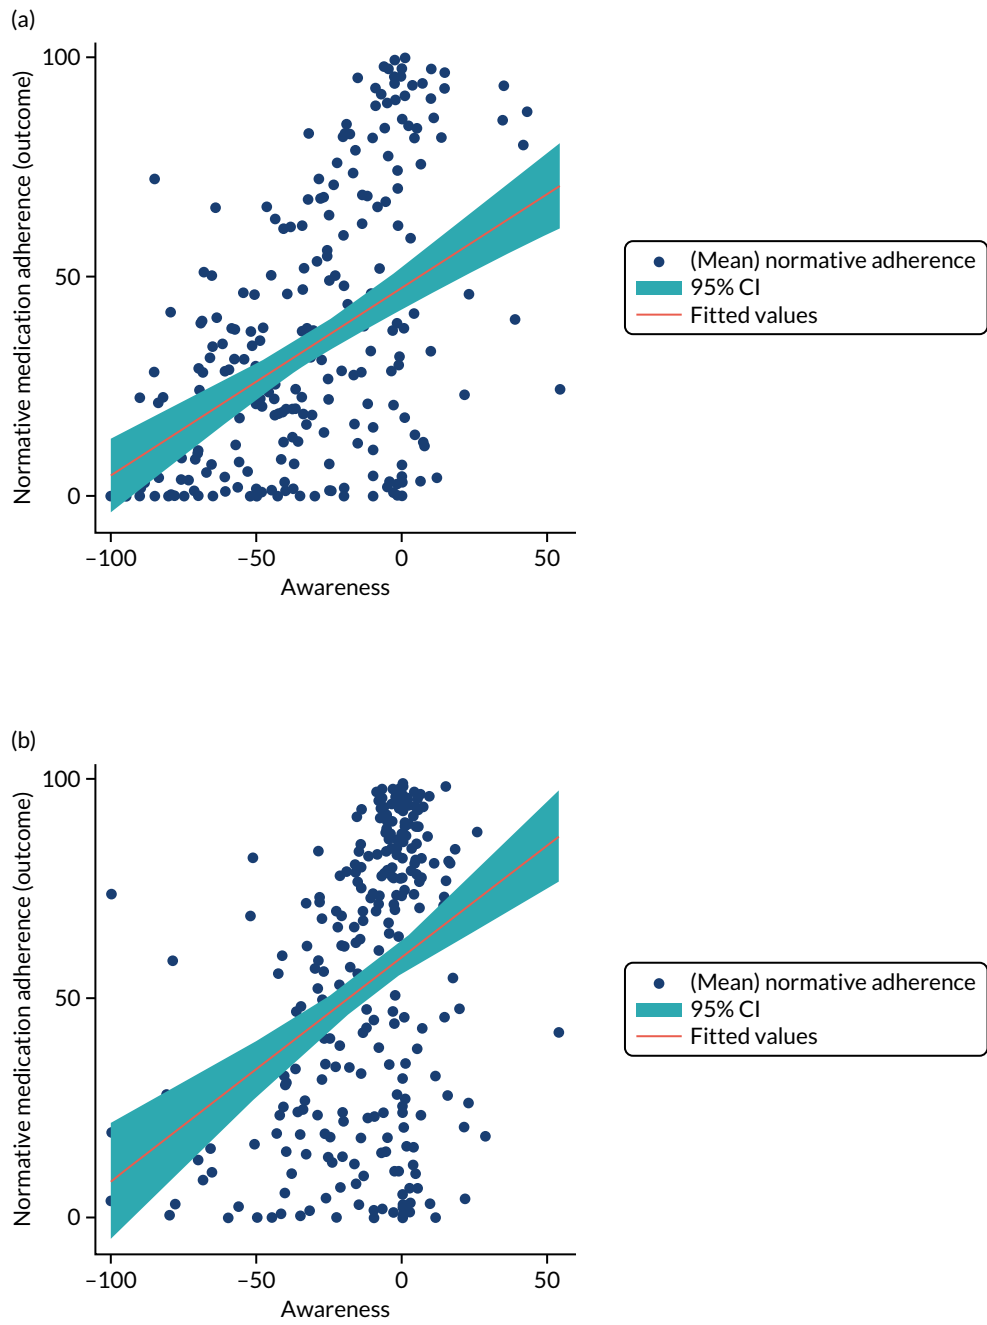 (a)
Normative medication adherence (outcome)
100
50
0
–100
–50
0
50
Awareness
(Mean) normative adherence
95% CI
Fitted values
(b)
Normative medication adherence (outcome)
100
50
0
–100
–50
0
50
Awareness
(Mean) normative adherence
95% CI
Fitted values